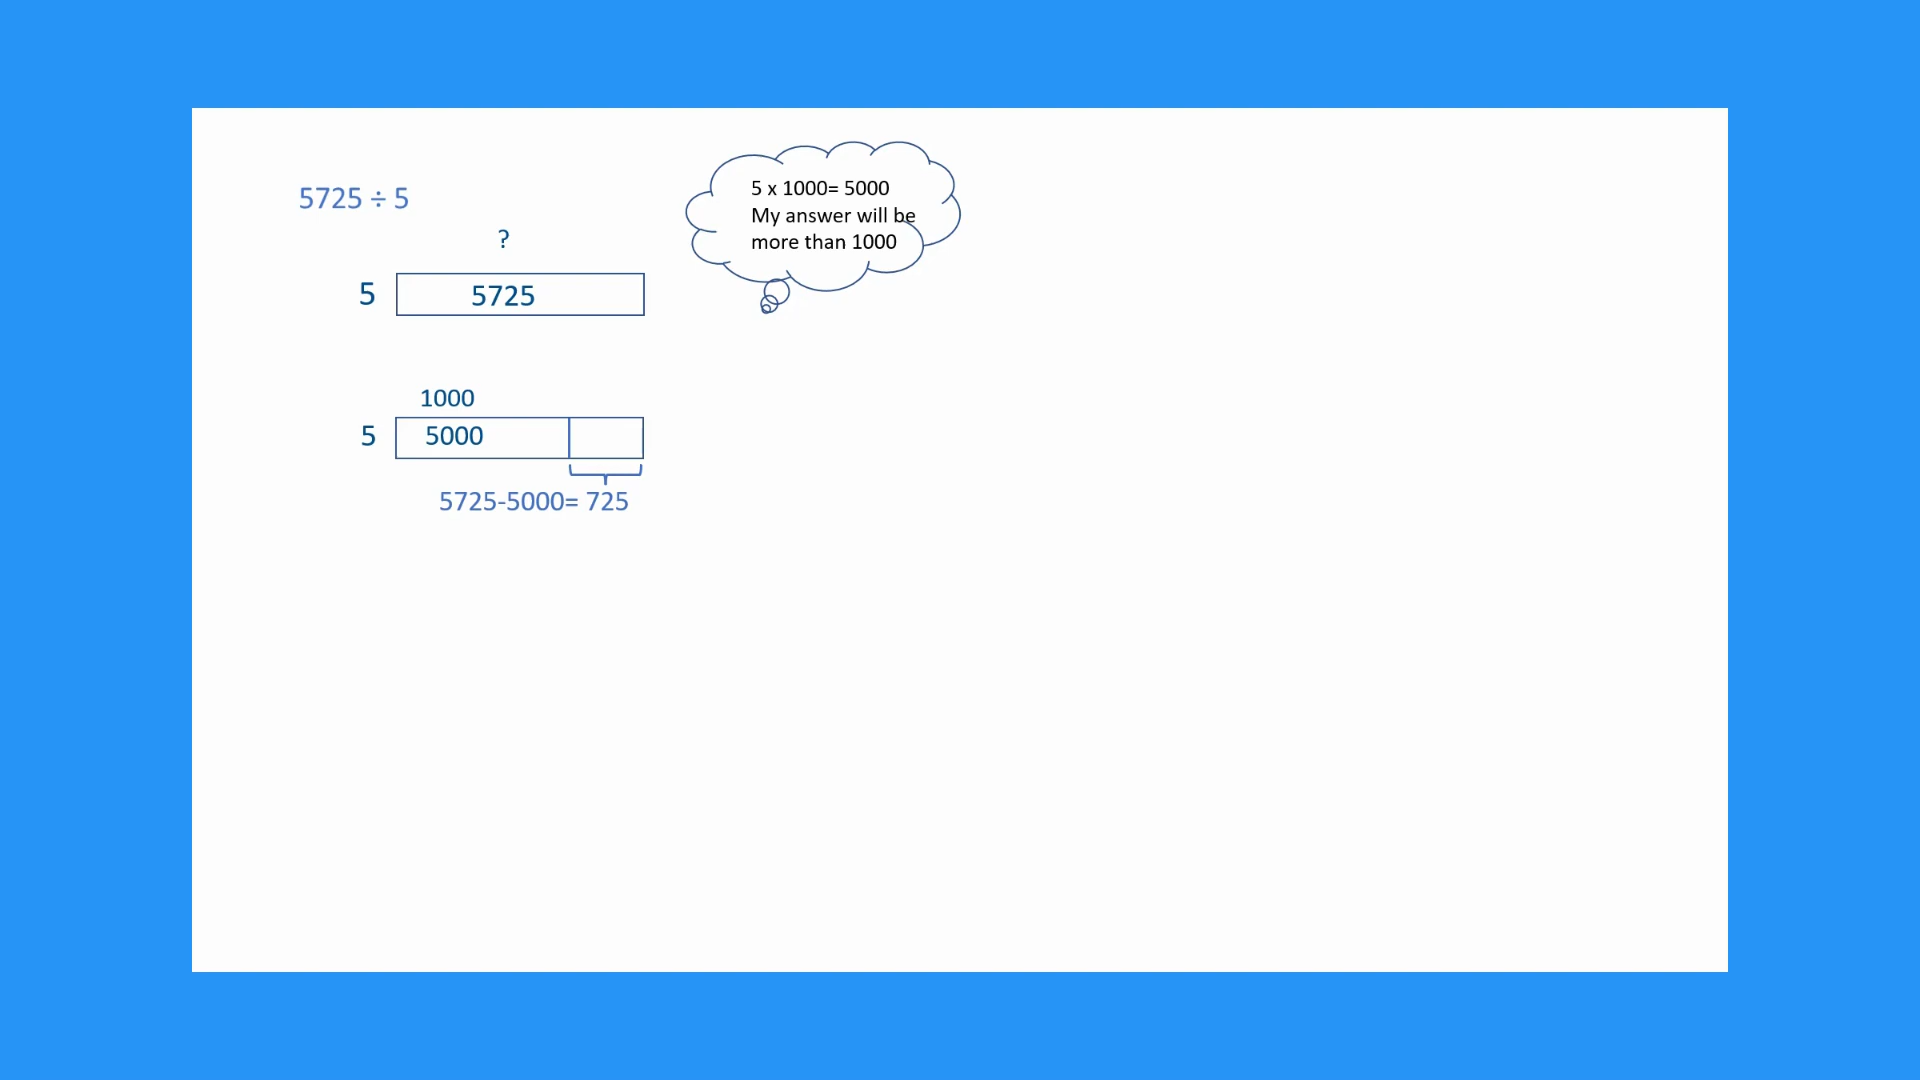 5725 ÷ 5
5 x 1000= 5000
My answer will be
more than 1000
?
5 5725
1000
5 5000
5725-5000= 725